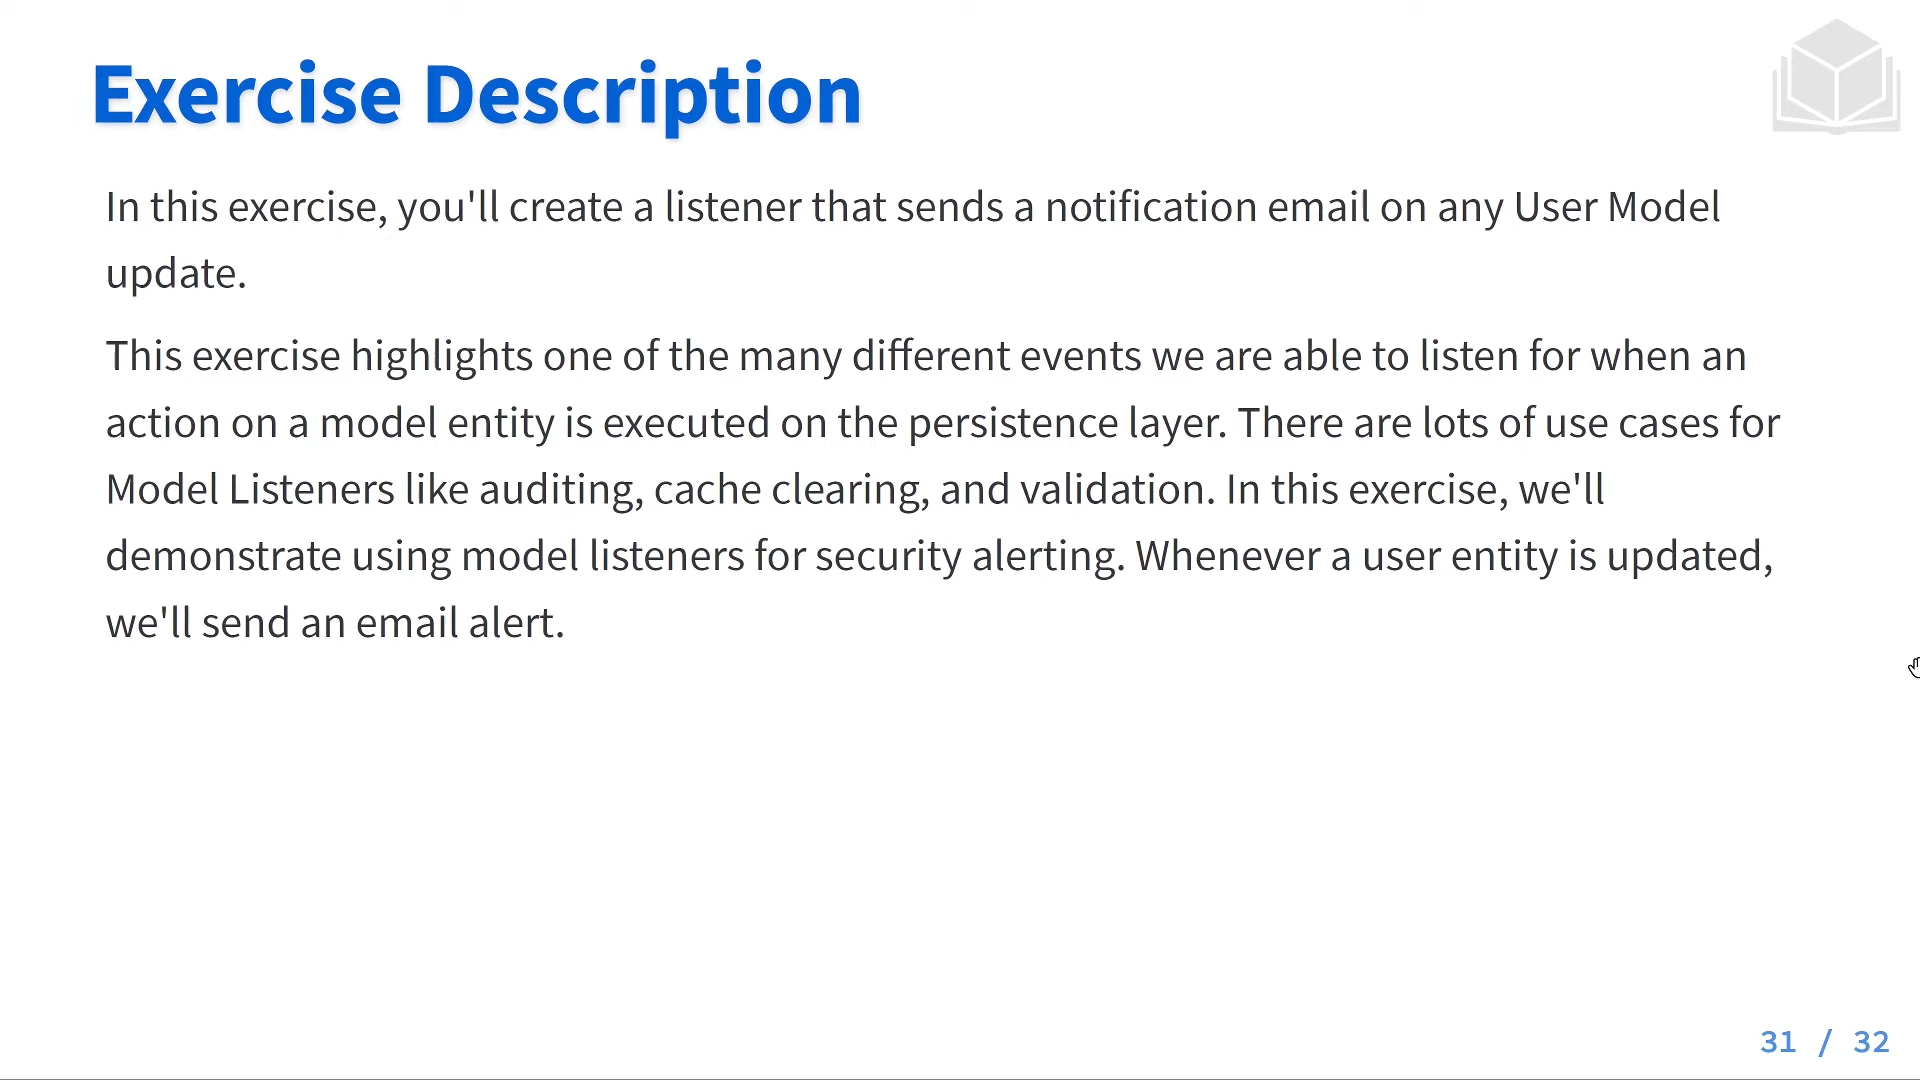 Exercise Description
In this exercise, you'll create a listener that sends a notification email on any User Model
update.
This exercise highlights one of the many different events we are able to listen for when an
action on a model entity is executed on the persistence layer. There are lots of use cases for
Model Listeners like auditing, cache clearing, and validation. In this exercise, we'll
demonstrate using model listeners for security alerting. Whenever a user entity is updated,
we'll send an email alert.
31 / 32